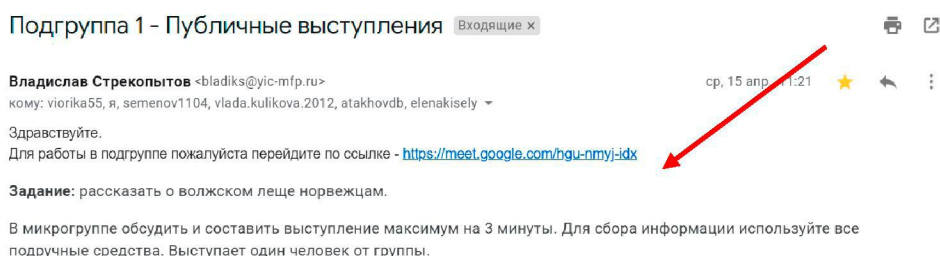 Подгруппа 1 - Публичные выступления Входящие ×
Владислав Стрекопытов <bladiks@yic-mfp.ru> ср, 15 апр. 11:21
кому: viorika55, я, semenov1104, vlada.kulikova.2012, atakhovdb, elenakisely
Здравствуйте.
Для работы в подгруппе пожалуйста перейдите по ссылке - https://meet.google.com/hgu-nmyj-idx
Задание: рассказать о волжском леще норвежцам.
В микрогруппе обсудить и составить выступление максимум на 3 минуты. Для сбора информации используйте все
подручные средства. Выступает один человек от группы.